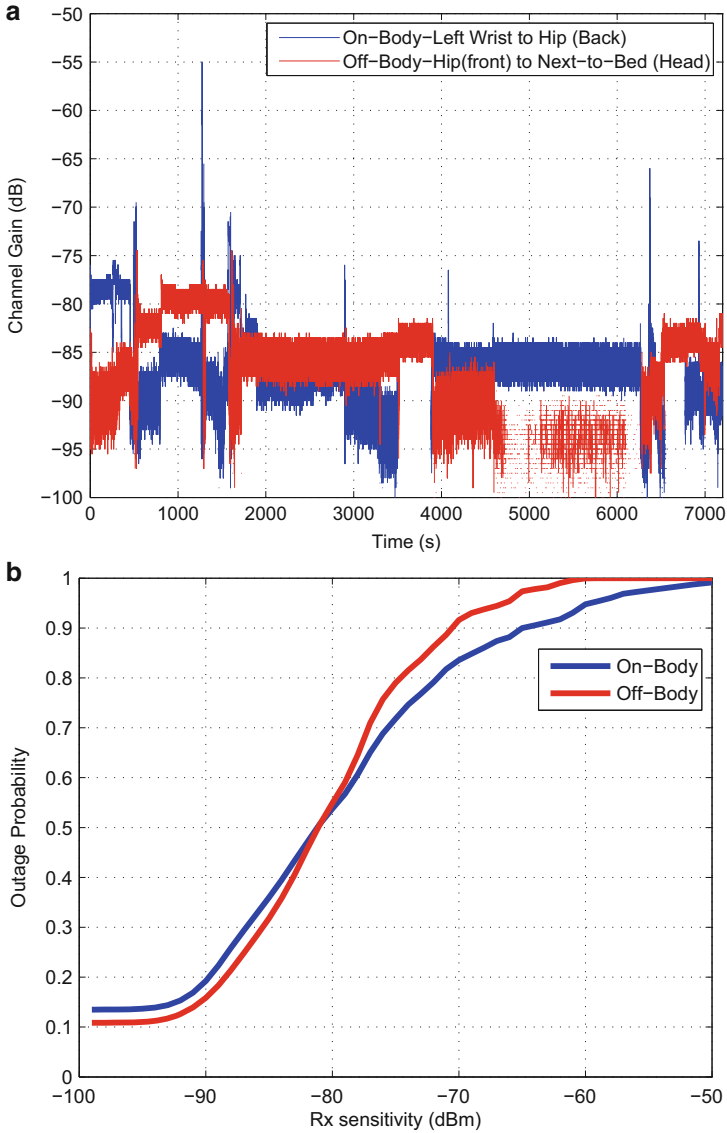 a
On−Body−Left Wrist to Hip (Back)
Off−Body−Hip(front) to Next−to−Bed (Head)
−50
−55
−60
−65
−70
−75
−80
−85
−90
−95
−100
Channel Gain (dB)
0 1000 2000 3000 4000 5000 6000 7000
Time (s)
b
On−Body
Off−Body
1
0.9
0.8
0.7
0.6
0.5
0.4
0.3
0.2
0.1
0
Outage Probability
−100 −90 −80 −70 −60 −50
Rx sensitivity (dBm)